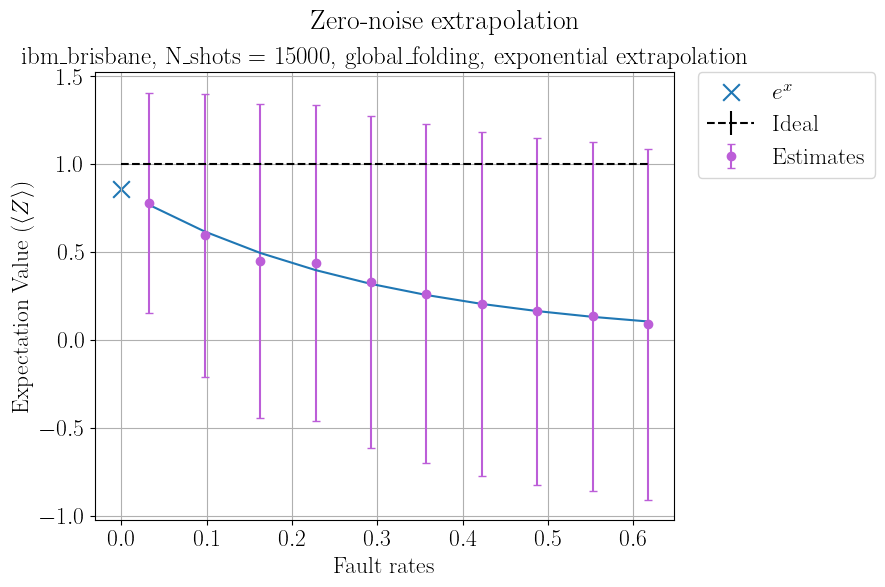 Zero-noise extrapolation
ibm_brisbane, N_shots = 15000, global_folding, exponential extrapolation
1.5
1.0
0.5
0.0
−0.5
−1.0
Expectation Value (⟨Z⟩)
0.0 0.1 0.2 0.3 0.4 0.5 0.6
Fault rates
eˣ
Ideal
Estimates